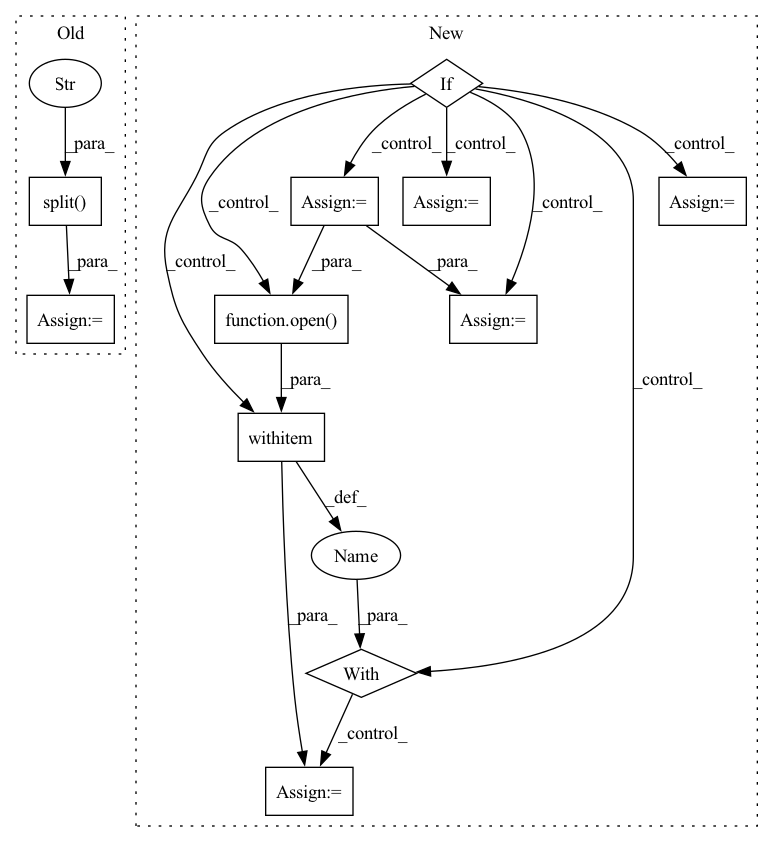 Old
New
Str
If
_para_
_control_
_control_
_control_
split()
Assign:=
Assign:=
Assign:=
_control_
_control_
_control_
_para_
_para_
_para_
Assign:=
function.open()
Assign:=
_para_
_control_
withitem
_def_
Name
_para_
_para_
With
_control_
Assign:=